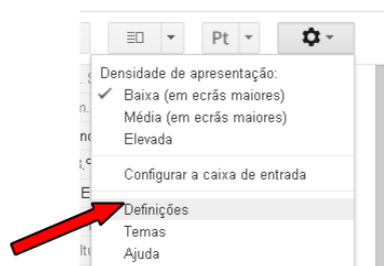 Pt
Densidade de apresentação:
Baixa (em ecrãs maiores)
Média (em ecrãs maiores)
Elevada
Configurar a caixa de entrada
Definições
Temas
Ajuda